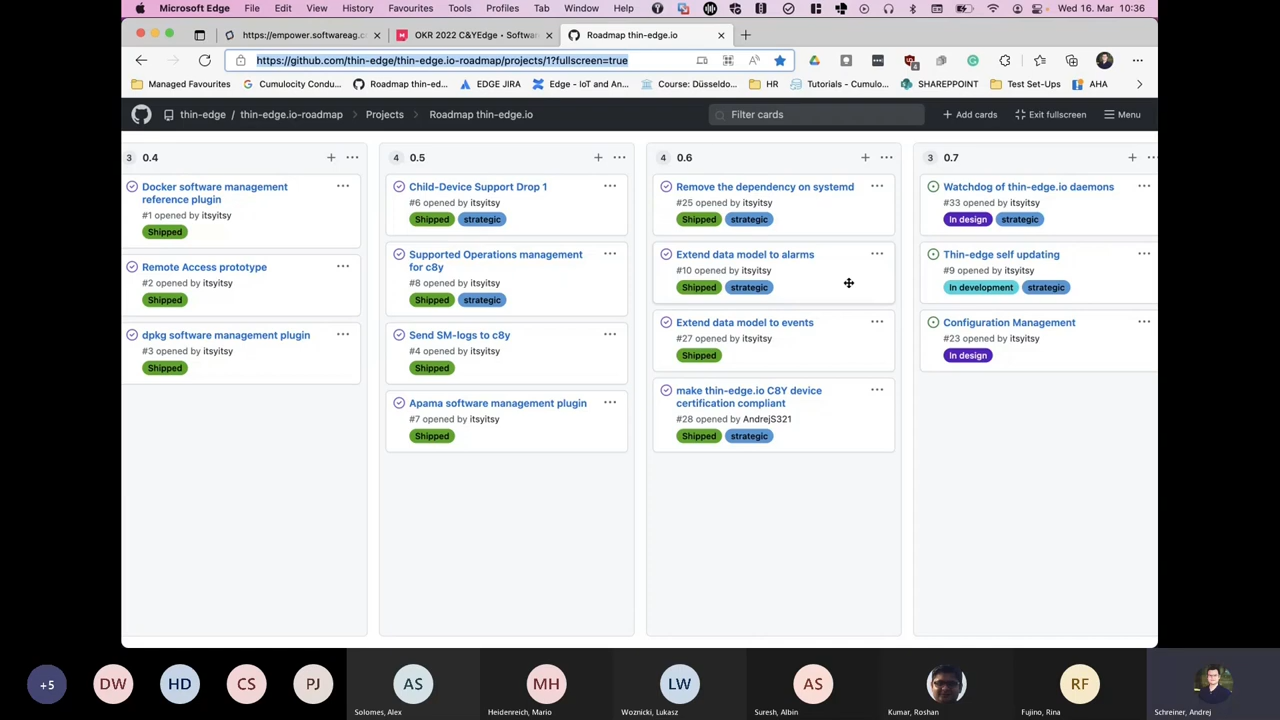 Microsoft Edge File Edit View History Favourites Tools Profiles Tab Window Help Wed 16. Mar 10:36
https://empower.softwareag.c OKR 2022 C&YEdge • Softwa Roadmap thin-edge.io
https://github.com/thin-edge/thin-edge.io-roadmap/projects/1?fullscreen=true
Managed Favourites Cumulocity Condu... Roadmap thin-ed... EDGE JIRA Edge - IoT and An... Course: Düsseldo... HR Tutorials - Cumulo... SHAREPPOINT Test Set-Ups AHA
thin-edge / thin-edge.io-roadmap Projects Roadmap thin-edge.io Filter cards Add cards Exit fullscreen Menu
3 0.4
Docker software management
reference plugin
#1 opened by itsyitsy
Shipped
Remote Access prototype
#2 opened by itsyitsy
Shipped
dpkg software management plugin
#3 opened by itsyitsy
Shipped
4 0.5
Child-Device Support Drop 1
#6 opened by itsyitsy
Shipped strategic
Supported Operations management
for c8y
#8 opened by itsyitsy
Shipped strategic
Send SM-logs to c8y
#4 opened by itsyitsy
Shipped
Apama software management plugin
#7 opened by itsyitsy
Shipped
4 0.6
Remove the dependency on systemd
#25 opened by itsyitsy
Shipped strategic
Extend data model to alarms
#10 opened by itsyitsy
Shipped strategic
Extend data model to events
#27 opened by itsyitsy
Shipped
make thin-edge.io C8Y device
certification compliant
#28 opened by AndrejS321
Shipped strategic
3 0.7
Watchdog of thin-edge.io daemons
#33 opened by itsyitsy
In design strategic
Thin-edge self updating
#9 opened by itsyitsy
In development strategic
Configuration Management
#23 opened by itsyitsy
In design
+5 DW HD CS PJ AS MH LW AS RF
Solomes, Alex Heidenreich, Mario Woznicki, Lukasz Suresh, Albin Kumar, Roshan Fujino, Rina Schreiner, Andrej